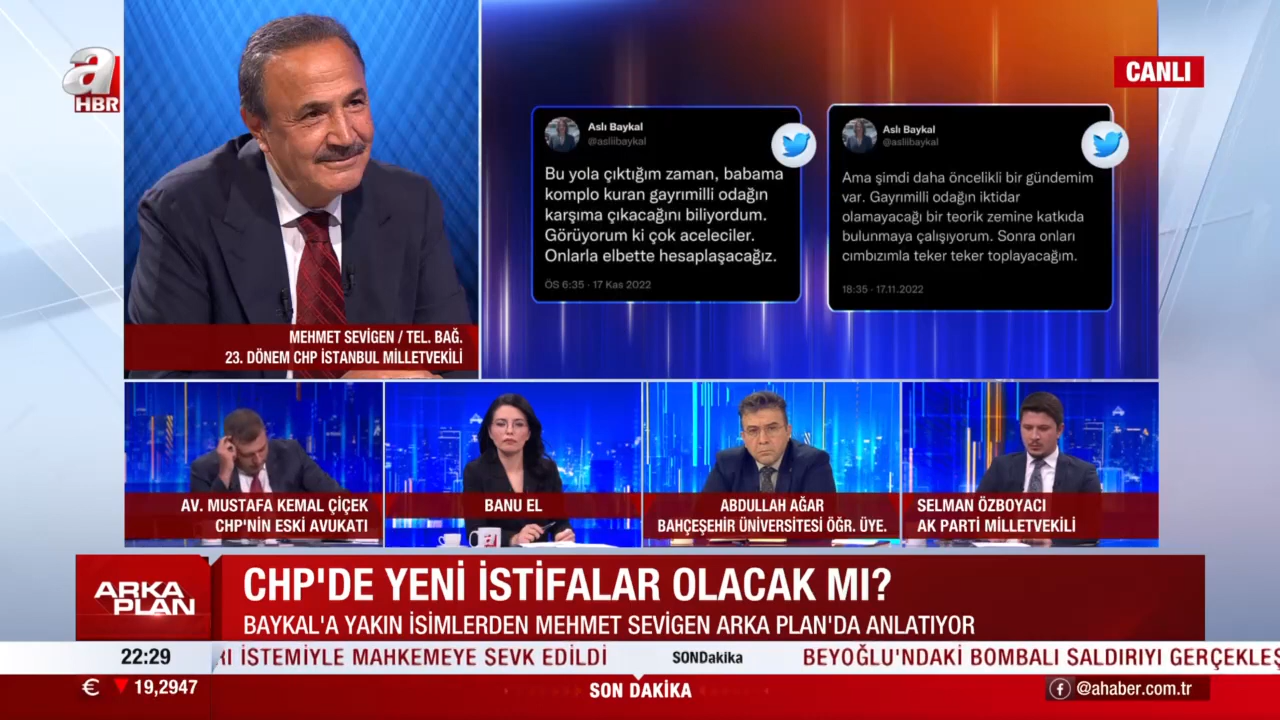 a
HBR
CANLI
Aslı Baykal
@asliibaykal
Bu yola çıktığım zaman, babama
komplo kuran gayrımilli odağın
karşıma çıkacağını biliyordum.
Görüyorum ki çok aceleciler.
Onlarla elbette hesaplaşacağız.
ÖS 6:35 · 17 Kas 2022
Aslı Baykal
@asliibaykal
Ama şimdi daha öncelikli bir gündemim
var. Gayrımilli odağın iktidar
olamayacağı bir teorik zemine katkıda
bulunmaya çalışıyorum. Sonra onları
cımbızımla teker teker toplayacağım.
18:35 · 17.11.2022
MEHMET SEVİGEN / TEL. BAĞ.
23. DÖNEM CHP İSTANBUL MİLLETVEKİLİ
AV. MUSTAFA KEMAL ÇİÇEK
CHP'NİN ESKİ AVUKATI
BANU EL
ABDULLAH AĞAR
BAHÇEŞEHİR ÜNİVERSİTESİ ÖĞR. ÜYE.
SELMAN ÖZBOYACI
AK PARTİ MİLLETVEKİLİ
ARKA
PLAN
CHP'DE YENİ İSTİFALAR OLACAK MI?
BAYKAL'A YAKIN İSİMLERDEN MEHMET SEVİGEN ARKA PLAN'DA ANLATIYOR
22:29
İSTEMİYLE MAHKEMEYE SEVK EDİLDİ SONDakika BEYOĞLU'NDAKİ BOMBALI SALDIRIYI GERÇEKLEŞ
€ 19,2947
SON DAKİKA
@ahaber.com.tr